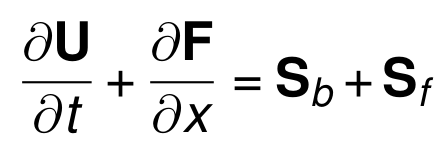 ∂𝐔/∂t + ∂𝐅/∂x = 𝐒_b + 𝐒_f